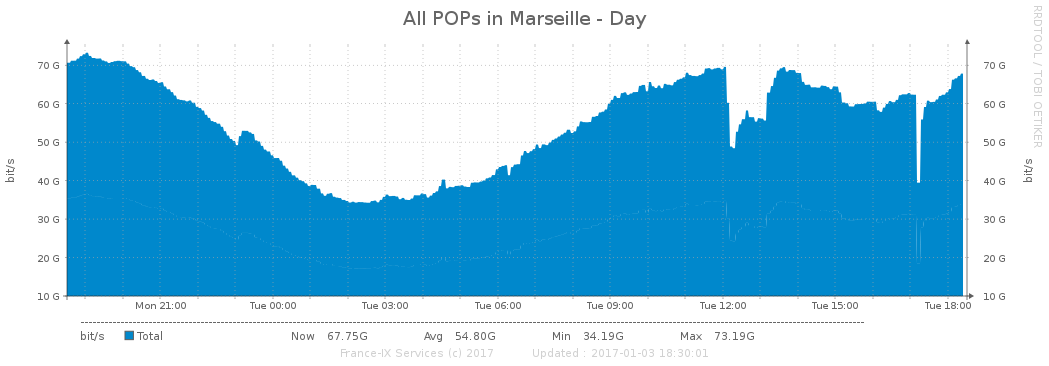 All POPs in Marseille - Day
RRDTOOL / TOBI OETIKER
bit/s
70 G 70 G
60 G 60 G
50 G 50 G
40 G 40 G
30 G 30 G
20 G 20 G
10 G 10 G
bit/s
Mon 21:00 Tue 00:00 Tue 03:00 Tue 06:00 Tue 09:00 Tue 12:00 Tue 15:00 Tue 18:00
bit/s Total Now 67.75G Avg 54.80G Min 34.19G Max 73.19G
France-IX Services (c) 2017 Updated : 2017-01-03 18:30:01